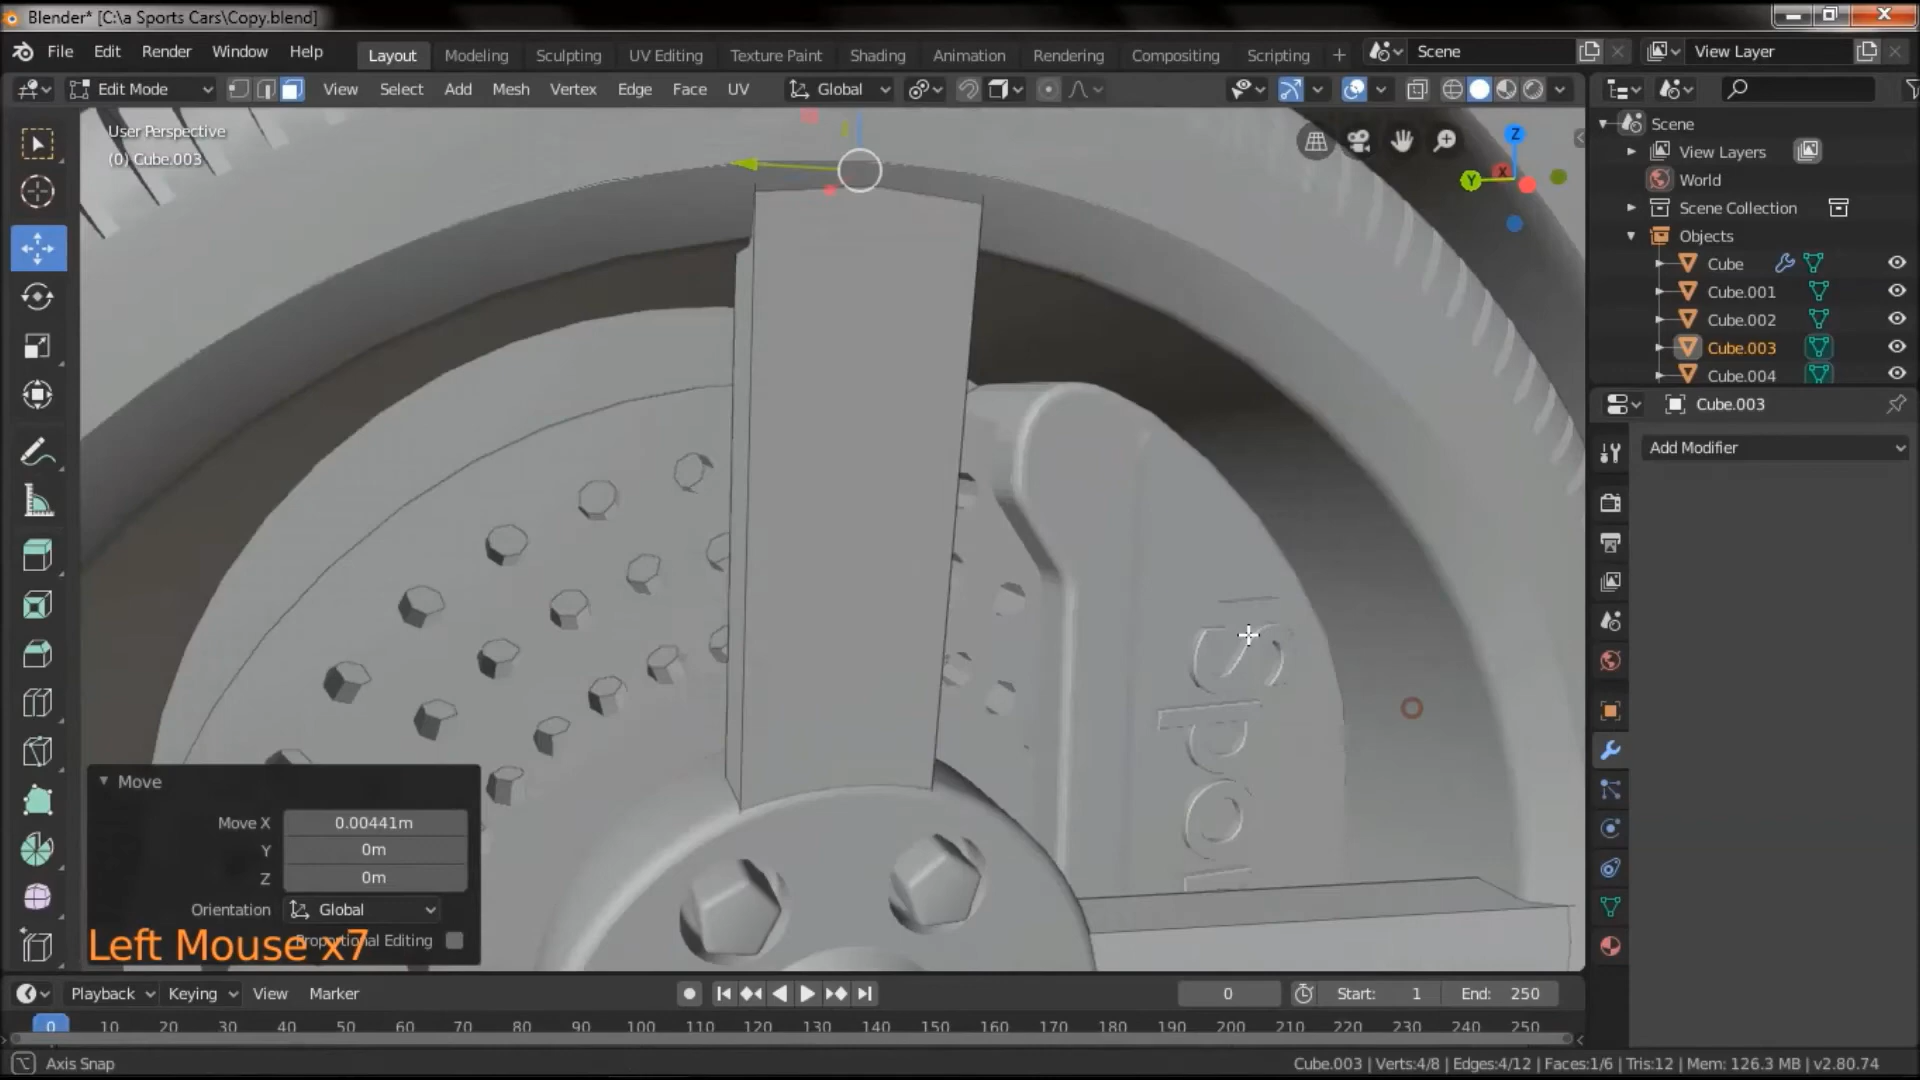 Blender* [C:\a Sports Cars\Copy.blend]
File Edit Render Window Help
Layout Modeling Sculpting UV Editing Texture Paint Shading Animation Rendering Compositing Scripting +
Scene
View Layer
Edit Mode View Select Add Mesh Vertex Edge Face UV Global
User Perspective
(0) Cube.003
Z
Y
X
Scene
View Layers
World
Scene Collection
Objects
Cube
Cube.001
Cube.002
Cube.003
Cube.004
Cube.003
Add Modifier
Spor
Move
Move X 0.00441m
Y 0m
Z 0m
Orientation Global
Proportional Editing
Left Mouse x7
Playback Keying View Marker
0
Start: 1
End: 250
0 10 20 30 40 50 60 70 80 90 100 110 120 130 140 150 160 170 180 190 200 210 220 230 240 250
Axis Snap
Cube.003 | Verts:4/8 | Edges:4/12 | Faces:1/6 | Tris:12 | Mem: 126.3 MB | v2.80.74